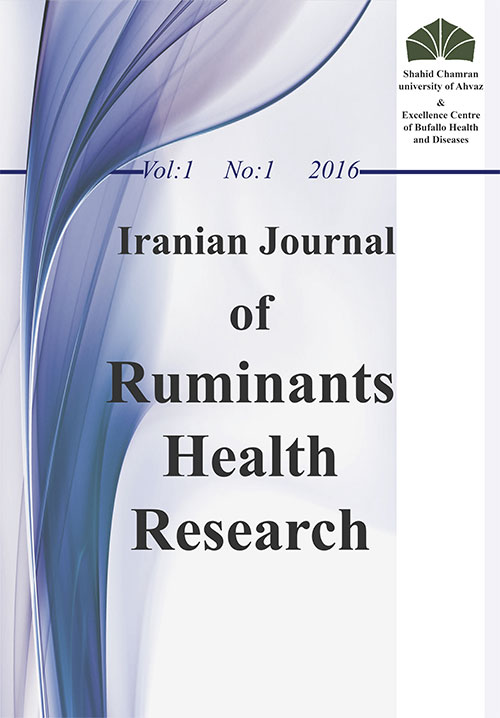 Shahid Chamran
university of Ahvaz
&
Excellence Centre
of Bufallo Health
and Diseases
Vol:1 No:1 2016
Iranian Journal
of
Ruminants
Health
Research